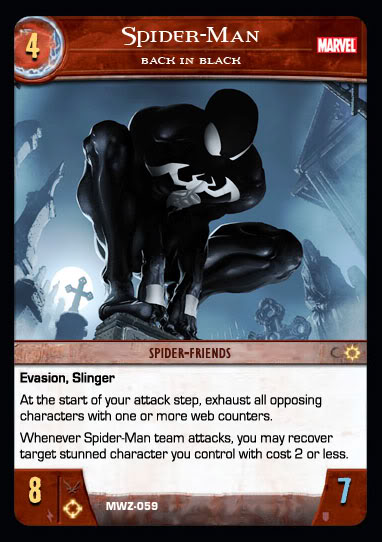 4
Spider-Man
BACK IN BLACK
MARVEL
SPIDER-FRIENDS
C
Evasion, Slinger
At the start of your attack step, exhaust all opposing
characters with one or more web counters.
Whenever Spider-Man team attacks, you may recover
target stunned character you control with cost 2 or less.
8
MWZ-059
7